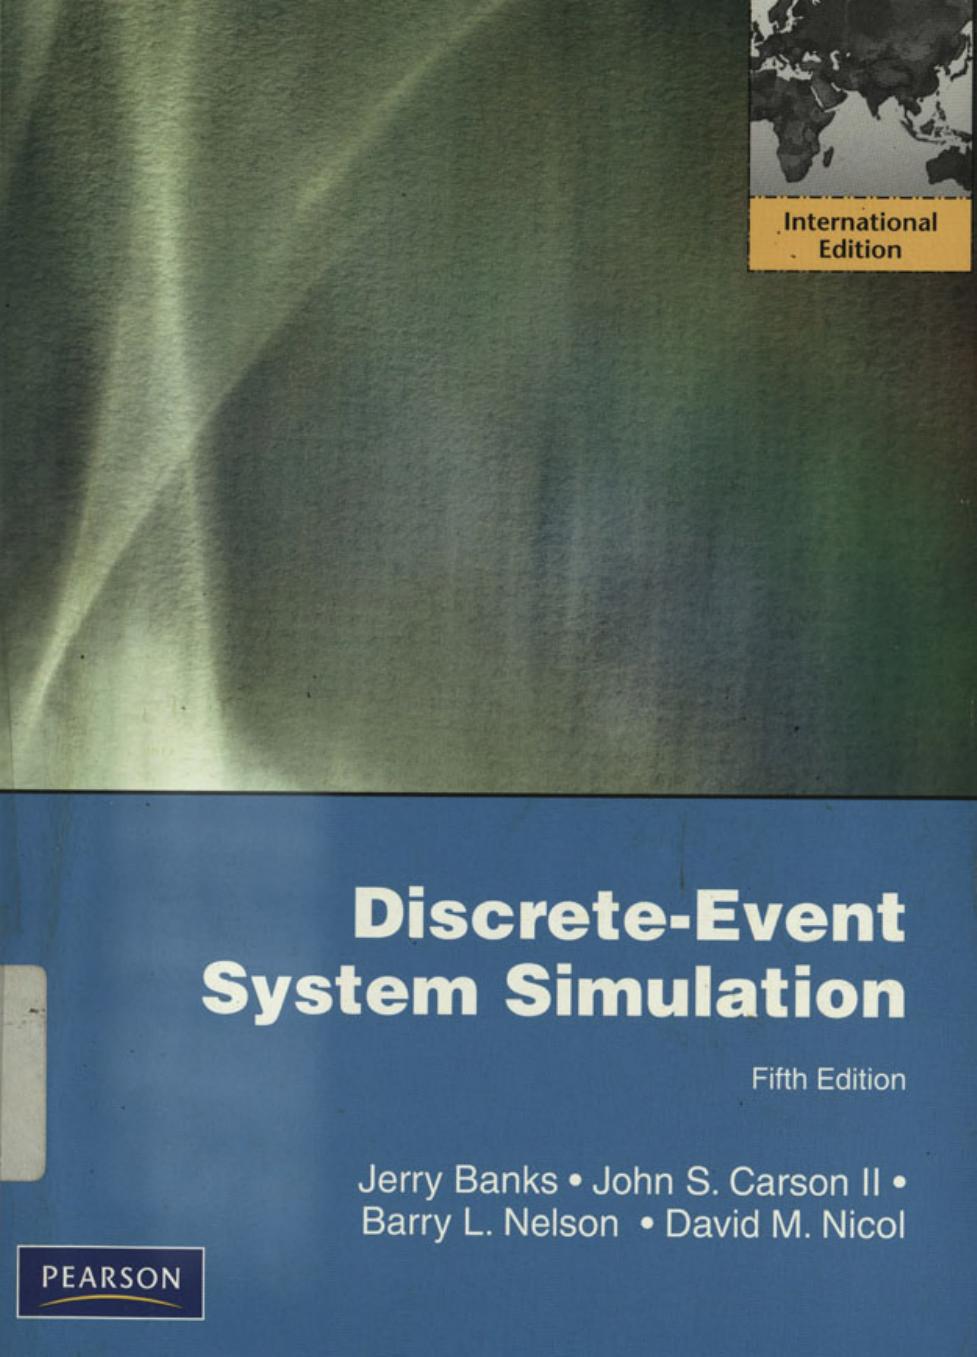 International
Edition
Discrete-Event
System Simulation
Fifth Edition
Jerry Banks • John S. Carson II •
Barry L. Nelson • David M. Nicol
PEARSON